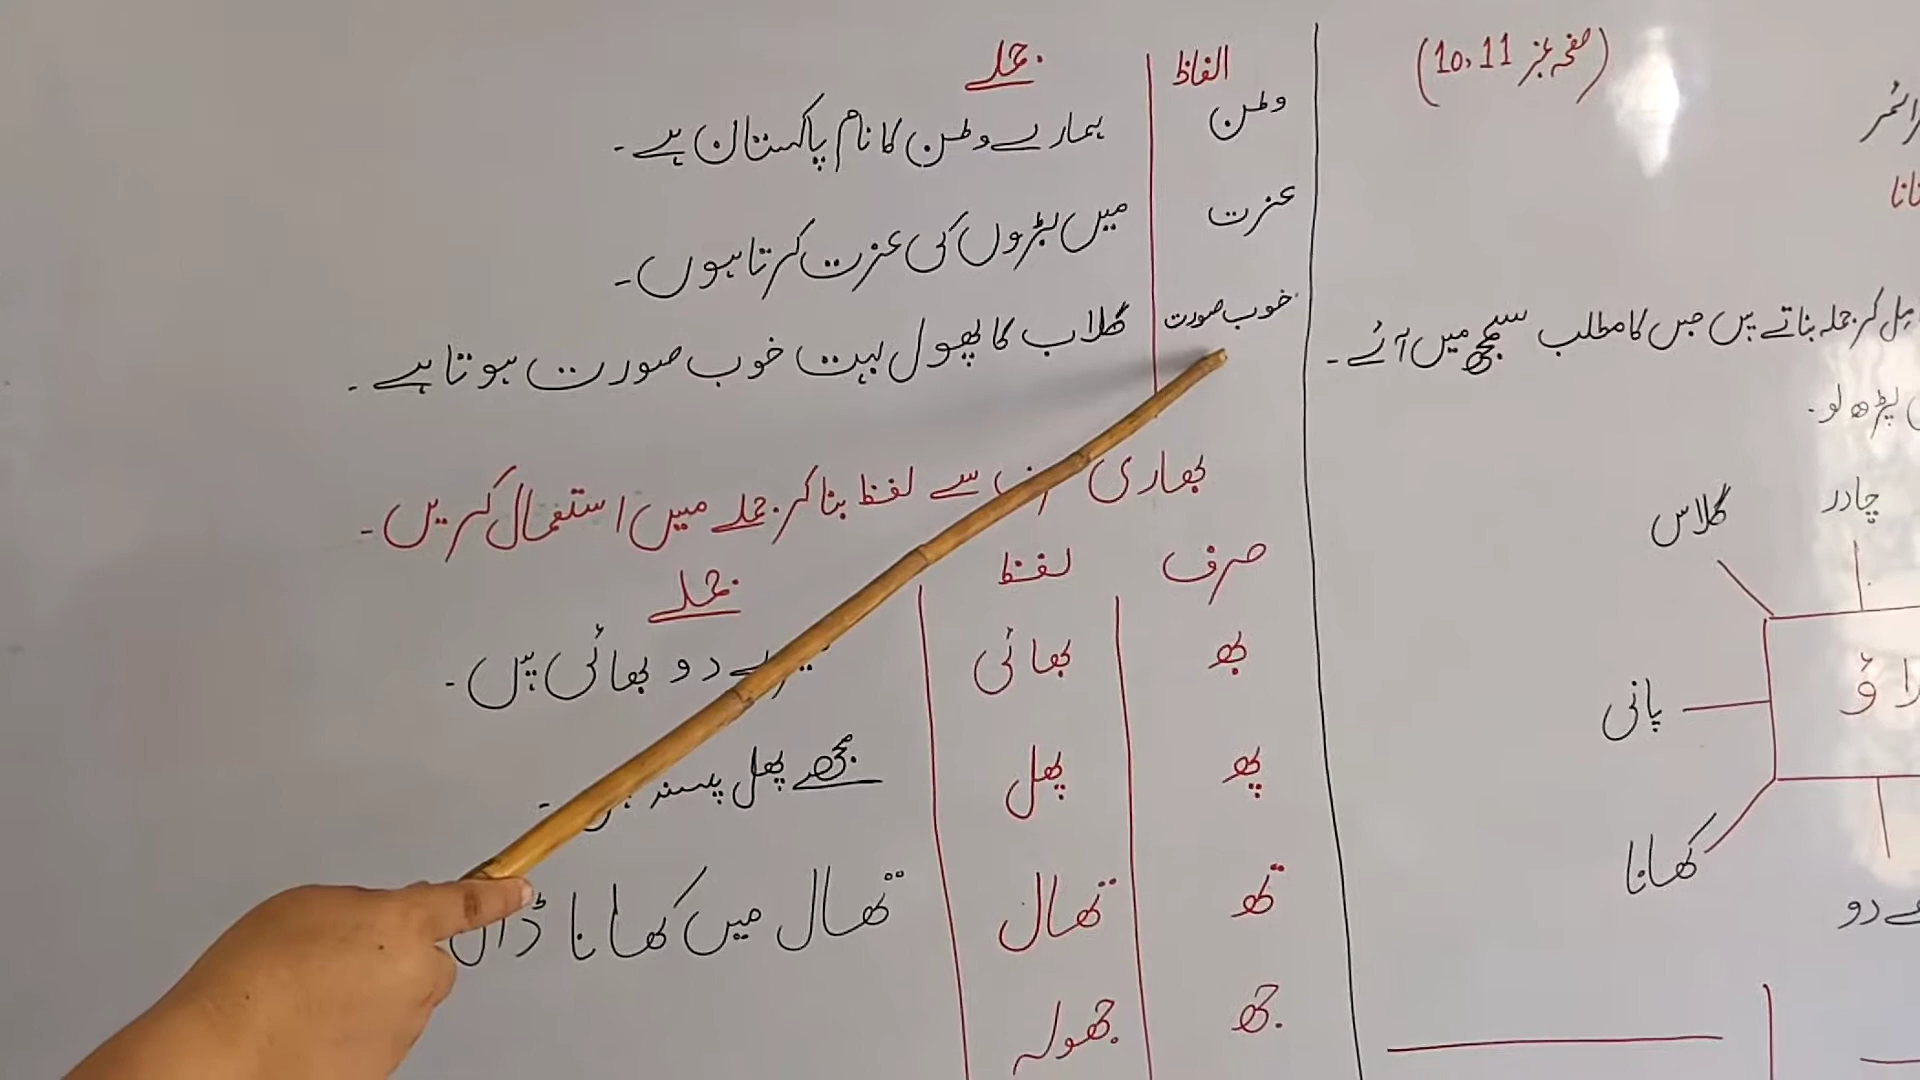 (صفحہ نمبر 10،11)
مل کر جملہ بناتے ہیں جس کا مطلب سمجھ میں آئے۔
پڑھ لو۔
چادر
گلاس
پانی
کھانا
دو
الفاظ جملے
وطن ہمارے وطن کا نام پاکستان ہے۔
عزت میں بڑوں کی عزت کرتا ہوں۔
خوب صورت گلاب کا پھول بہت خوب صورت ہوتا ہے۔
بھاری سے لفظ بنا کر جملے میں استعمال کریں۔
حرف لفظ جملے
بھ بھائی دو بھائی ہیں۔
پھ پھل مجھے پھل پسند
تھ تھال تھال میں کھانا
جھ جھولہ